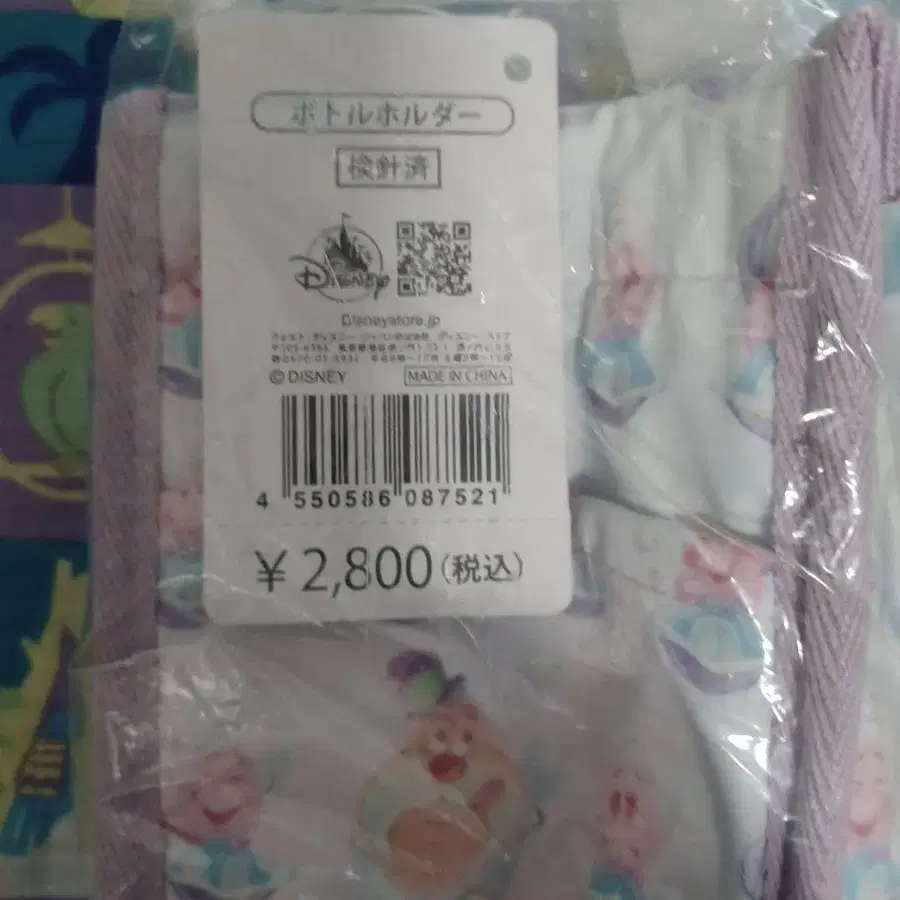 ボトルホルダー
検針済
Disney
Disneystore.jp
© DISNEY
MADE IN CHINA
4 550586 087521
¥ 2,800(税込)